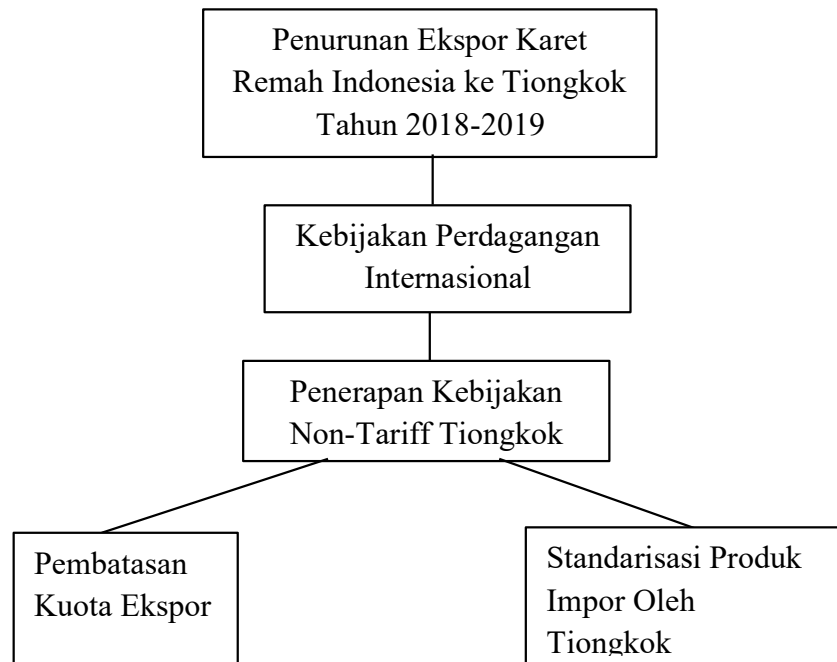 Penurunan Ekspor Karet
Remah Indonesia ke Tiongkok
Tahun 2018-2019
Kebijakan Perdagangan
Internasional
Penerapan Kebijakan
Non-Tariff Tiongkok
Pembatasan
Kuota Ekspor
Standarisasi Produk
Impor Oleh
Tiongkok